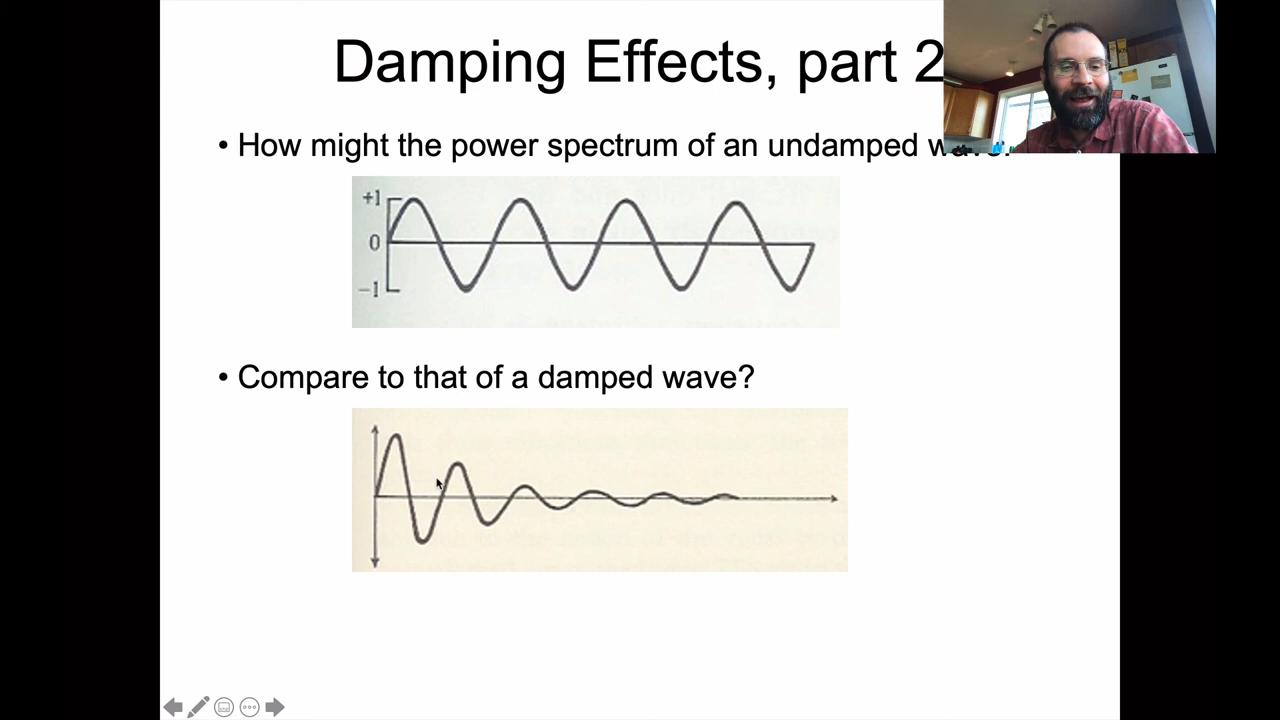 Damping Effects, part 2
• How might the power spectrum of an undamped
+1
0
−1
• Compare to that of a damped wave?